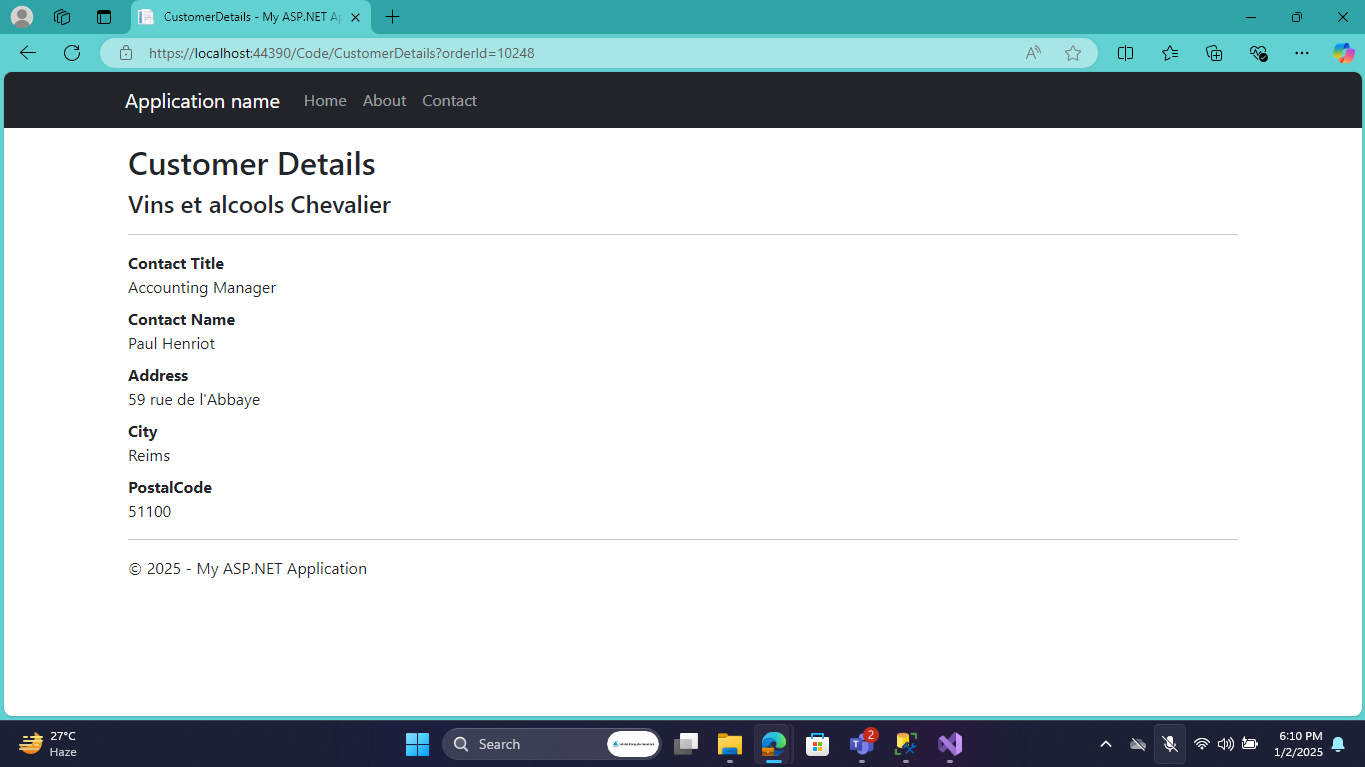 CustomerDetails - My ASP.NET Ap
https://localhost:44390/Code/CustomerDetails?orderId=10248
Application name Home About Contact
Customer Details
Vins et alcools Chevalier
Contact Title
Accounting Manager
Contact Name
Paul Henriot
Address
59 rue de l'Abbaye
City
Reims
PostalCode
51100
© 2025 - My ASP.NET Application
27°C
Haze
Search
2
6:10 PM
1/2/2025